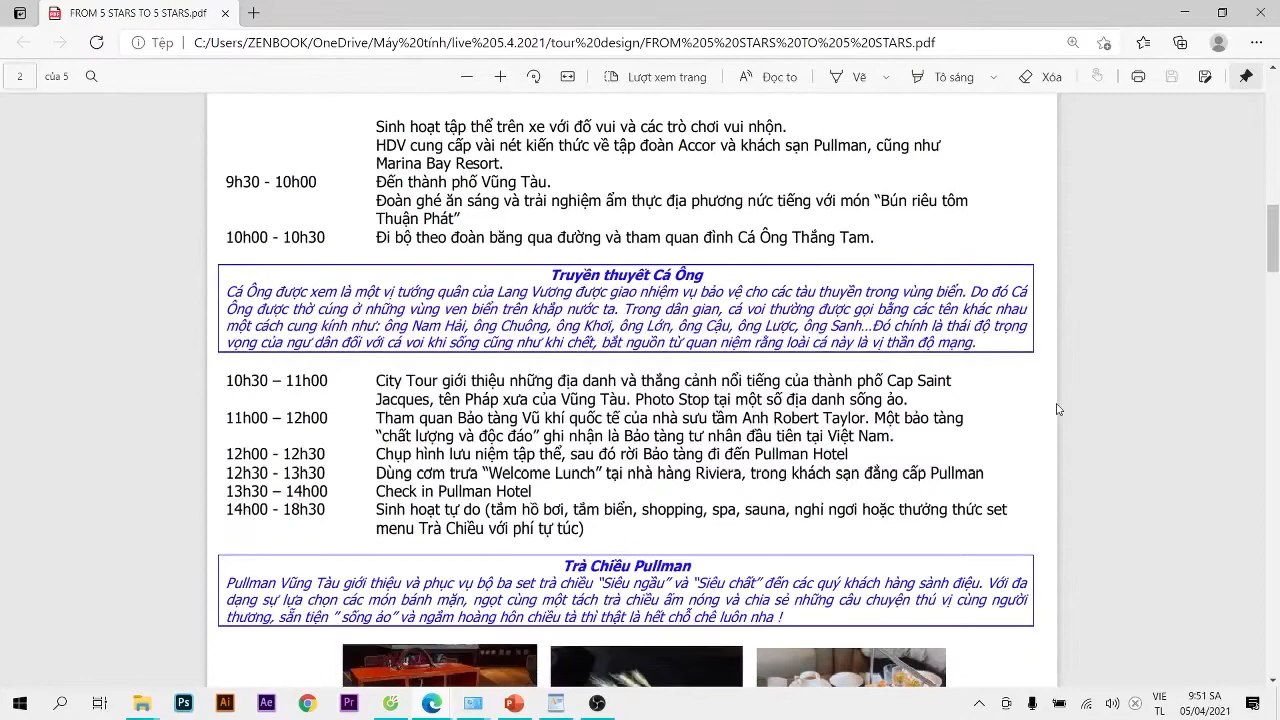 FROM 5 STARS TO 5 STARS.pdf
Tệp
C:/Users/ZENBOOK/OneDrive/Máy%20tính/live%205.4.2021/tour%20design/FROM%205%20STARS%20TO%205%20STARS.pdf
2 của 5 Lượt xem trang Đọc to Vẽ Tô sáng Xóa
Sinh hoạt tập thể trên xe với đố vui và các trò chơi vui nhộn.
HDV cung cấp vài nét kiến thức về tập đoàn Accor và khách sạn Pullman, cũng như
Marina Bay Resort.
9h30 - 10h00 Đến thành phố Vũng Tàu.
Đoàn ghé ăn sáng và trải nghiệm ẩm thực địa phương nức tiếng với món “Bún riêu tôm
Thuận Phát”
10h00 - 10h30 Đi bộ theo đoàn băng qua đường và tham quan đình Cá Ông Thắng Tam.
Truyền thuyết Cá Ông
Cá Ông được xem là một vị tướng quân của Lang Vương được giao nhiệm vụ bảo vệ cho các tàu thuyền trong vùng biển. Do đó Cá
Ông được thờ cúng ở những vùng ven biển trên khắp nước ta. Trong dân gian, cá voi thường được gọi bằng các tên khác nhau
một cách cung kính như: ông Nam Hải, ông Chuông, ông Khơi, ông Lớn, ông Cậu, ông Lược, ông Sanh...Đó chính là thái độ trọng
vọng của ngư dân đối với cá voi khi sống cũng như khi chết, bắt nguồn từ quan niệm rằng loài cá này là vị thần độ mạng.
10h30 – 11h00 City Tour giới thiệu những địa danh và thắng cảnh nổi tiếng của thành phố Cap Saint
Jacques, tên Pháp xưa của Vũng Tàu. Photo Stop tại một số địa danh sống ảo.
11h00 – 12h00 Tham quan Bảo tàng Vũ khí quốc tế của nhà sưu tầm Anh Robert Taylor. Một bảo tàng
“chất lượng và độc đáo” ghi nhận là Bảo tàng tư nhân đầu tiên tại Việt Nam.
12h00 - 12h30 Chụp hình lưu niệm tập thể, sau đó rời Bảo tàng đi đến Pullman Hotel
12h30 - 13h30 Dùng cơm trưa “Welcome Lunch” tại nhà hàng Riviera, trong khách sạn đẳng cấp Pullman
13h30 – 14h00 Check in Pullman Hotel
14h00 - 18h30 Sinh hoạt tự do (tắm hồ bơi, tắm biển, shopping, spa, sauna, nghỉ ngơi hoặc thưởng thức set
menu Trà Chiều với phí tự túc)
Trà Chiều Pullman
Pullman Vũng Tàu giới thiệu và phục vụ bộ ba set trà chiều “Siêu ngầu” và “Siêu chất” đến các quý khách hàng sành điệu. Với đa
dạng sự lựa chọn các món bánh mặn, ngọt cùng một tách trà chiều ấm nóng và chia sẻ những câu chuyện thú vị cùng người
thương, sẵn tiện ” sống ảo” và ngắm hoàng hôn chiều tà thì thật là hết chỗ chê luôn nha !
Ps Ai Ae Pr
VIE 9:51 SA
TL 05/04/2021